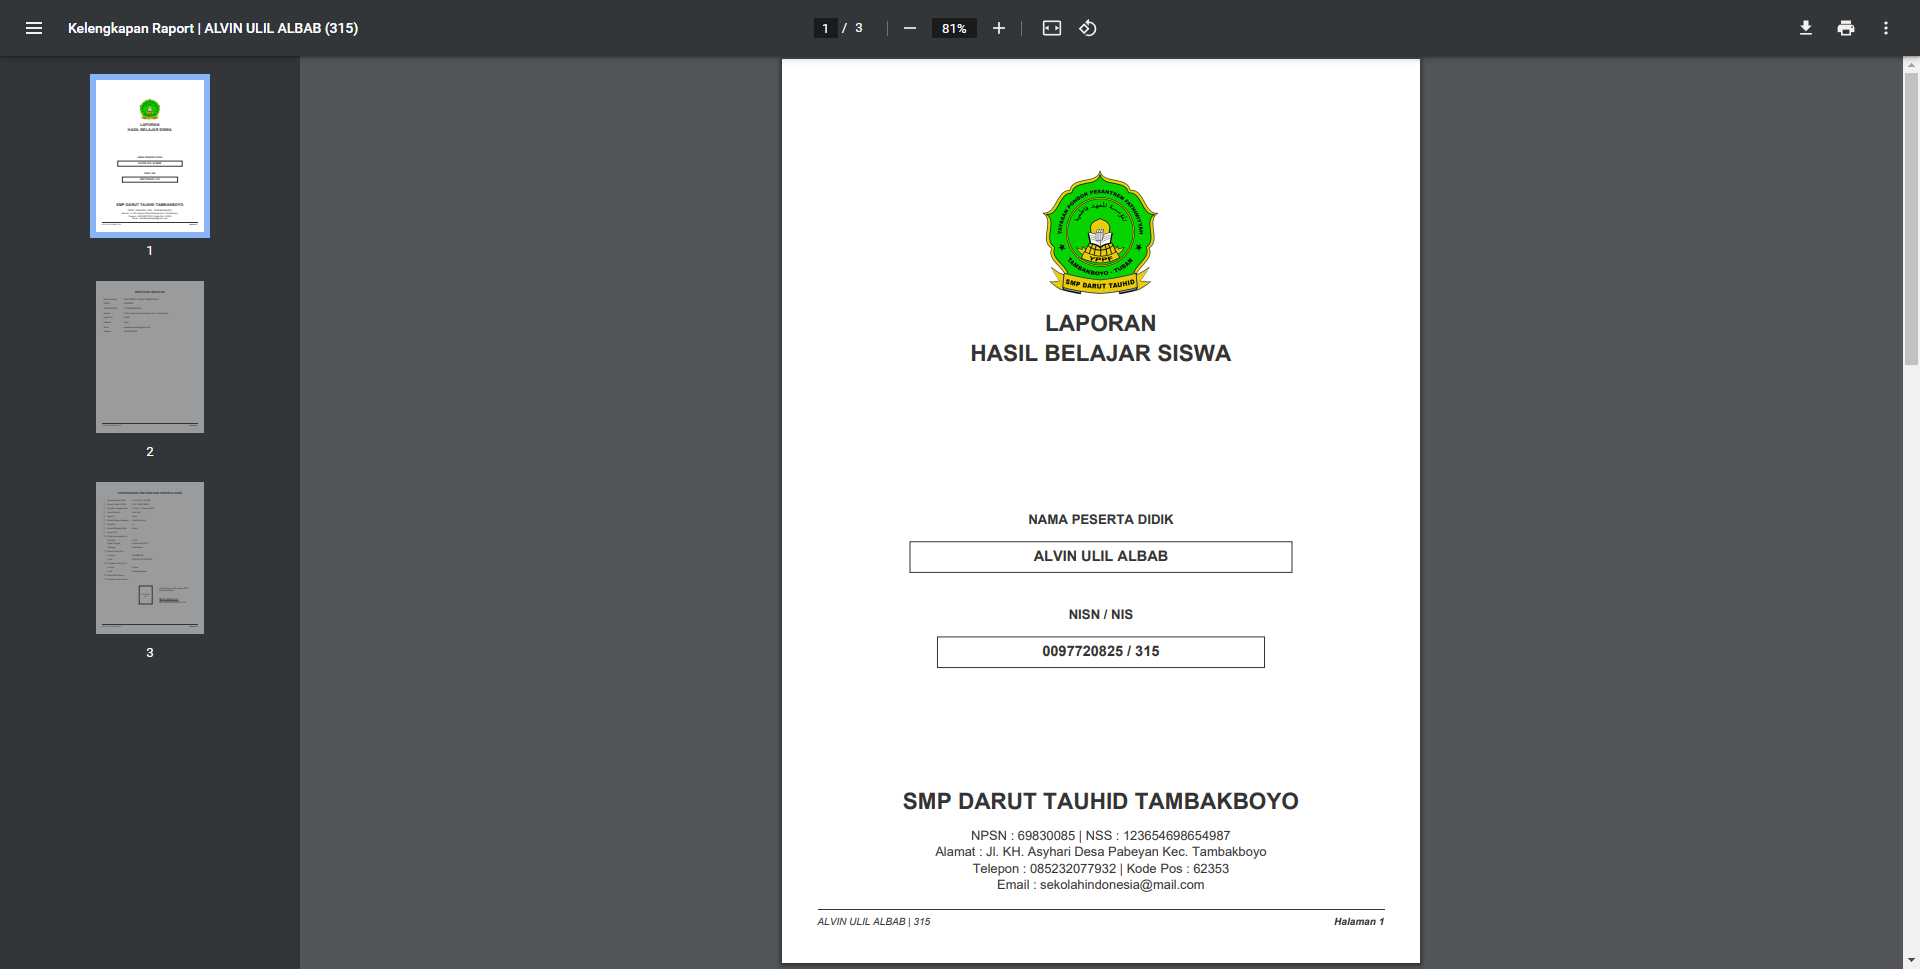 Kelengkapan Raport | ALVIN ULIL ALBAB (315)
1 / 3
81%
1
2
3
YAYASAN PONDOK PESANTREN FATHIMIYYAH
YPPF
TAMBAKBOYO - TUBAN
SMP DARUT TAUHID
LAPORAN
HASIL BELAJAR SISWA
NAMA PESERTA DIDIK
ALVIN ULIL ALBAB
NISN / NIS
0097720825 / 315
SMP DARUT TAUHID TAMBAKBOYO
NPSN : 69830085 | NSS : 123654698654987
Alamat : Jl. KH. Asyhari Desa Pabeyan Kec. Tambakboyo
Telepon : 085232077932 | Kode Pos : 62353
Email : sekolahindonesia@mail.com
ALVIN ULIL ALBAB | 315
Halaman 1